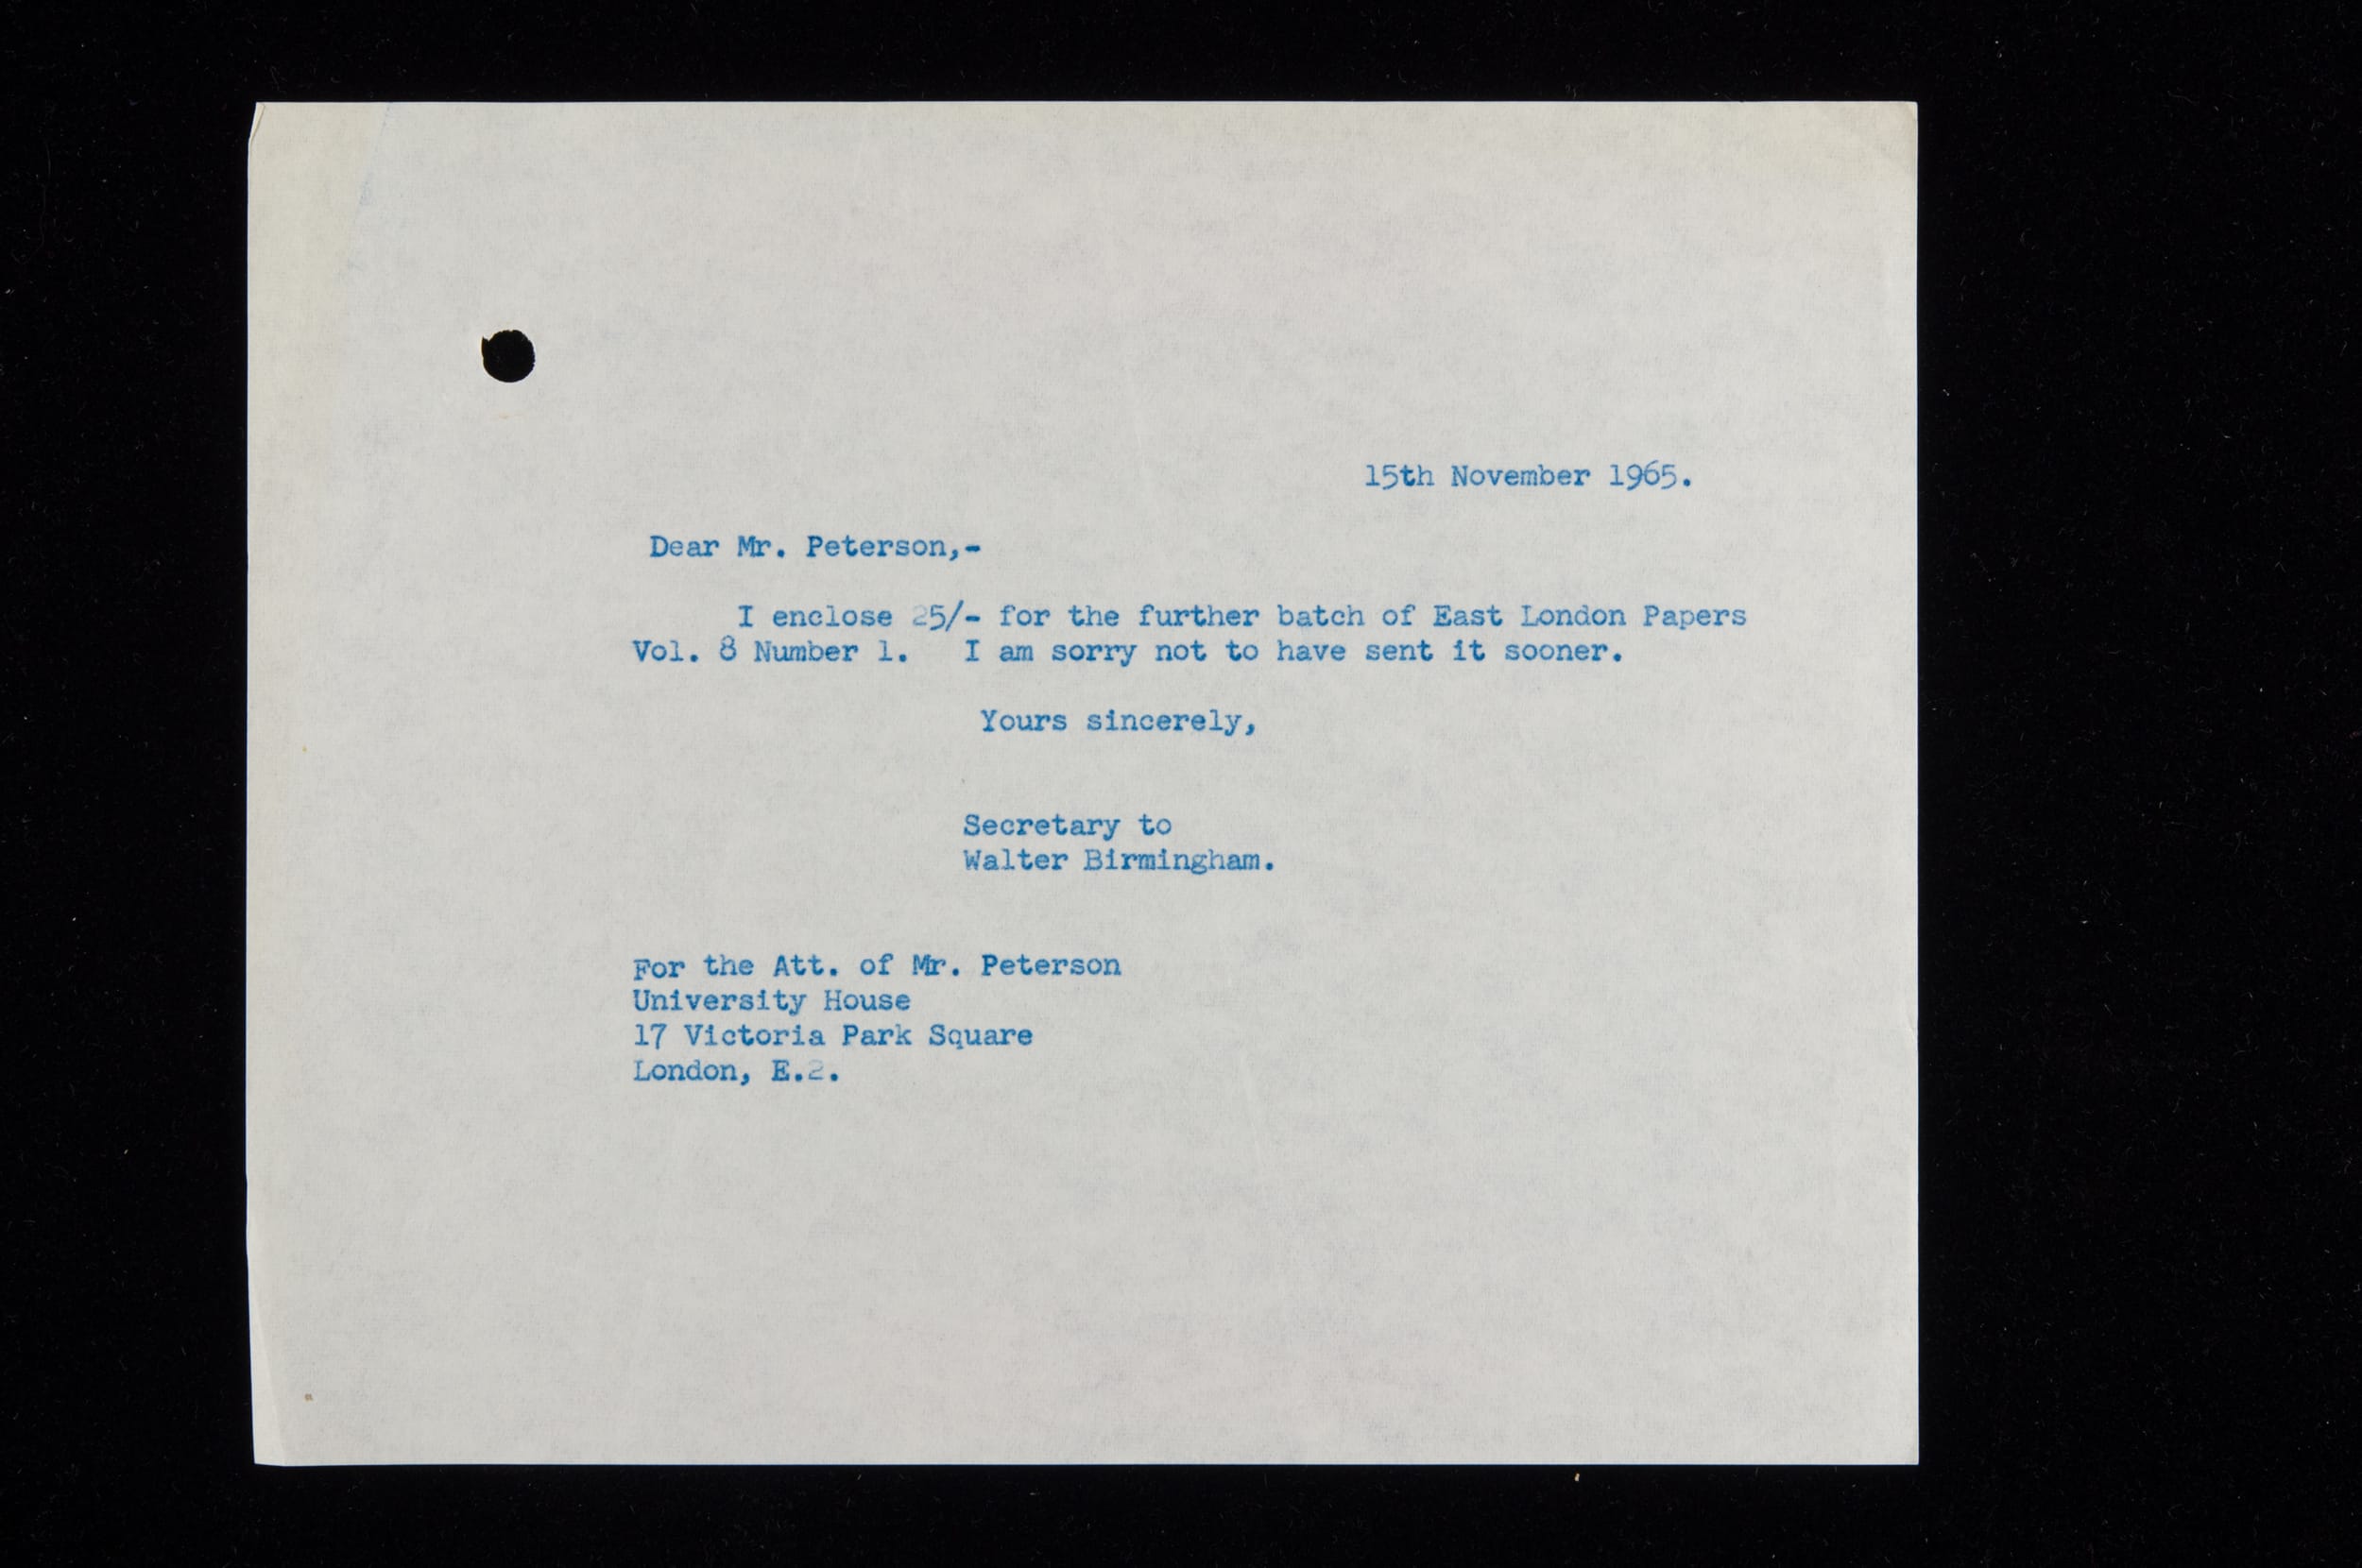 15th November 1965.
Dear Mr. Peterson,-
I enclose 25/- for the further batch of East London Papers
Vol. 8 Number 1. I am sorry not to have sent it sooner.
Yours sincerely,
Secretary to
Walter Birmingham.
For the Att. of Mr. Peterson
University House
17 Victoria Park Square
London, E.2.